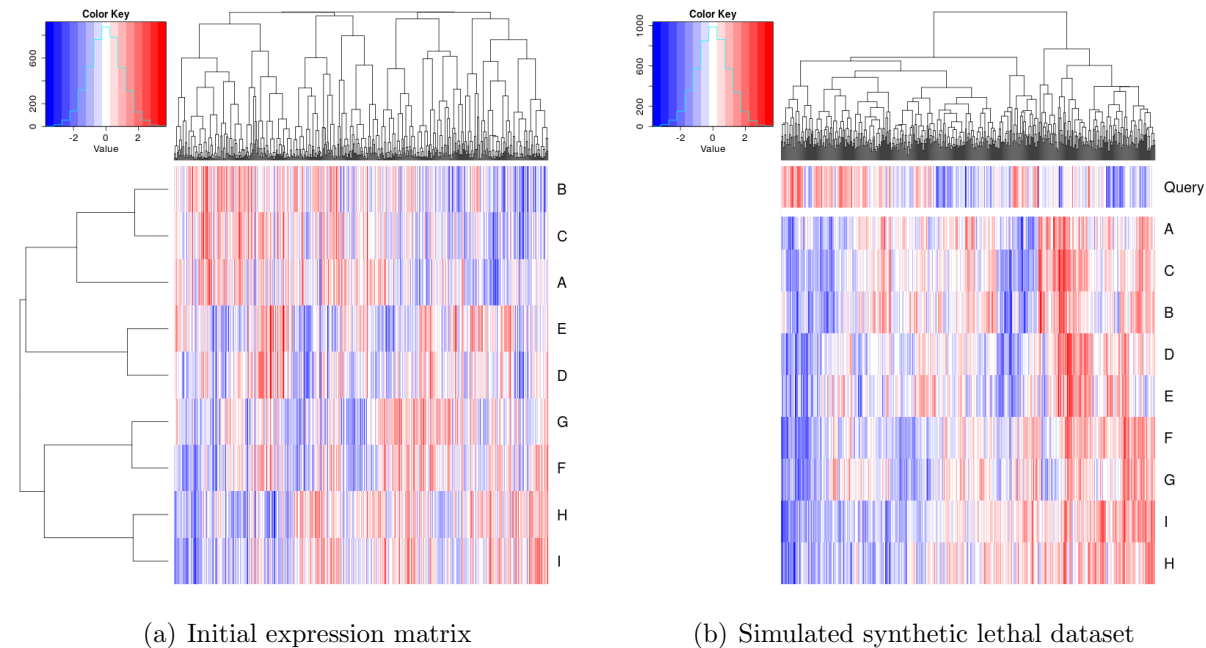 Color Key
0 200 600
-2 0 2
Value
B
C
A
E
D
G
F
H
I
(a) Initial expression matrix
Color Key
0 200 600 1000
-2 0 2
Value
Query
A
C
B
D
E
F
G
I
H
(b) Simulated synthetic lethal dataset